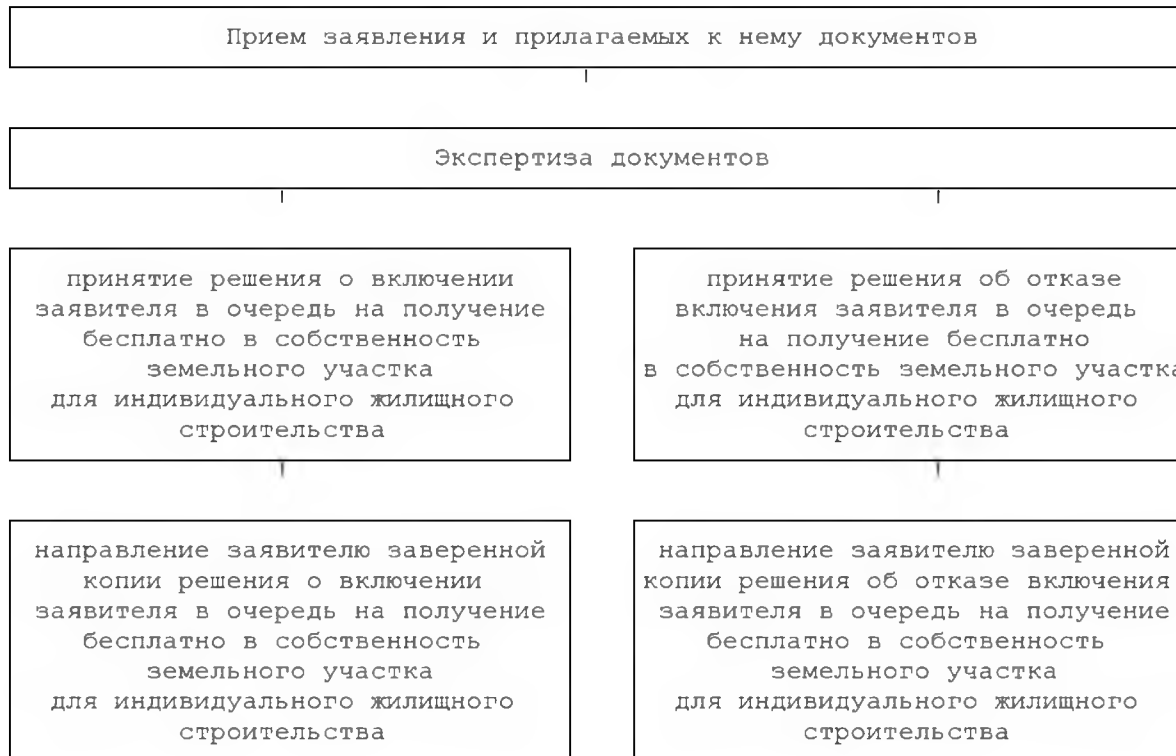 Прием заявления и прилагаемых к нему документов
Экспертиза документов
принятие решения о включении
заявителя в очередь на получение
бесплатно в собственность
земельного участка
для индивидуального жилищного
строительства
принятие решения об отказе
включения заявителя в очередь
на получение бесплатно
в собственность земельного участка
для индивидуального жилищного
строительства
направление заявителю заверенной
копии решения о включении
заявителя в очередь на получение
бесплатно в собственность
земельного участка
для индивидуального жилищного
строительства
направление заявителю заверенной
копии решения об отказе включения
заявителя в очередь на получение
бесплатно в собственность
земельного участка
для индивидуального жилищного
строительства